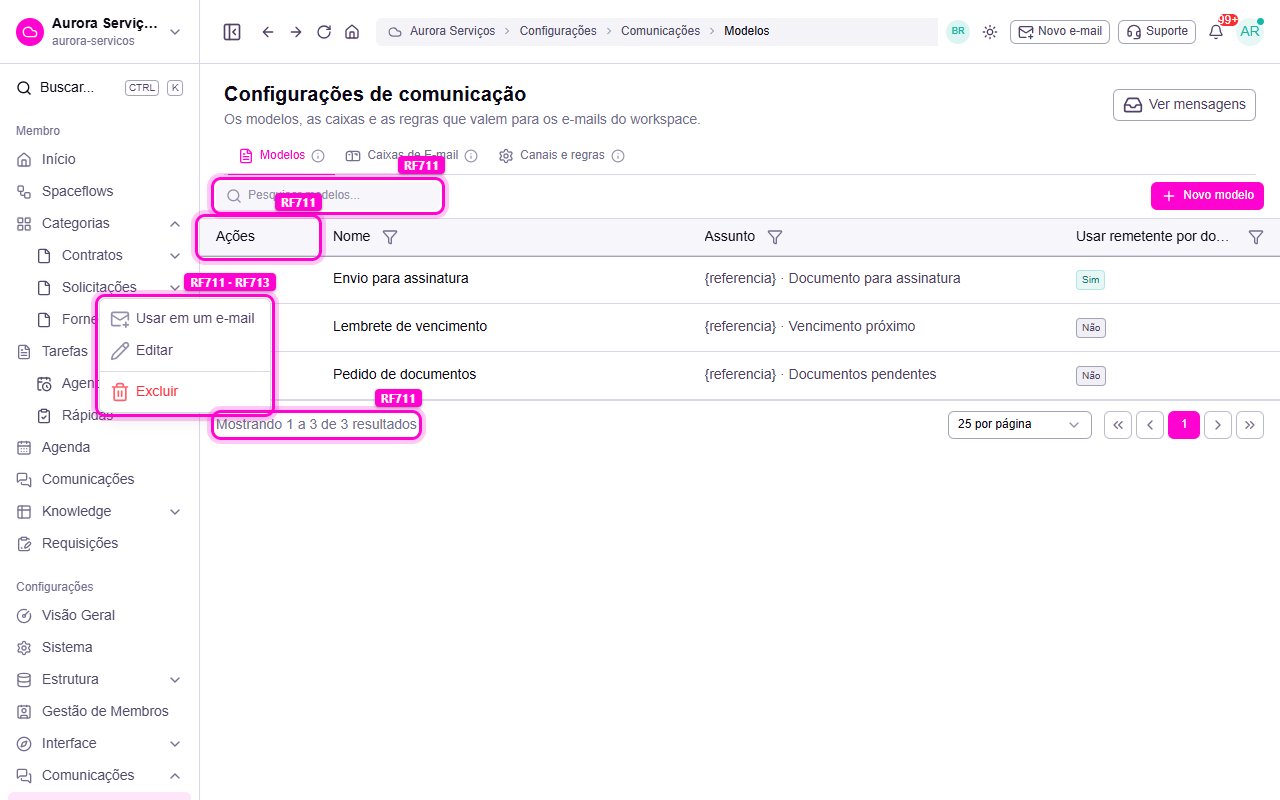 Aurora Serviç...
aurora-servicos
Aurora Serviços
Configurações
Comunicações
Modelos
BR
Novo e-mail
Suporte
99+
AR
Buscar...
CTRL
K
Membro
Início
Spaceflows
Categorias
Contratos
Solicitações
Forne
Tarefas
Agend
Rápidas
Agenda
Comunicações
Knowledge
Requisições
Configurações
Visão Geral
Sistema
Estrutura
Gestão de Membros
Interface
Comunicações
Configurações de comunicação
Os modelos, as caixas e as regras que valem para os e-mails do workspace.
Ver mensagens
Modelos
Caixas de E-mail
Canais e regras
RF711
Pesquisar modelos...
RF711
Novo modelo
Ações
Nome
Assunto
Usar remetente por do...
RF711 - RF713
Usar em um e-mail
Editar
Excluir
Envio para assinatura
{referencia} · Documento para assinatura
Sim
Lembrete de vencimento
{referencia} · Vencimento próximo
Não
Pedido de documentos
{referencia} · Documentos pendentes
Não
RF711
Mostrando 1 a 3 de 3 resultados
25 por página
1